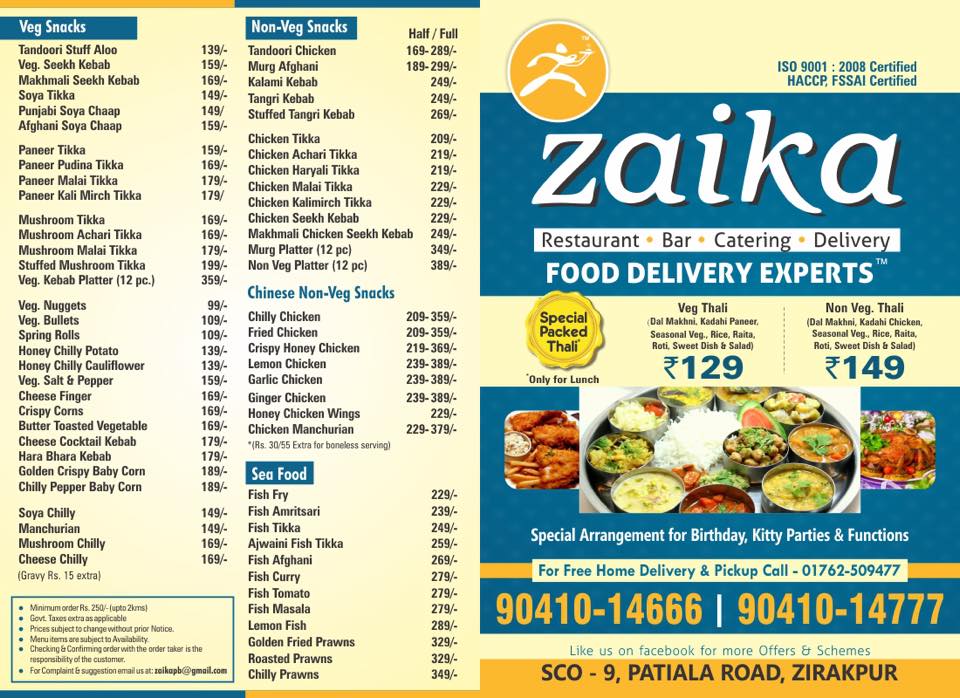 Veg Snacks
Tandoori Stuff Aloo 139/-
Veg. Seekh Kebab 159/-
Makhmali Seekh Kebab 169/-
Soya Tikka 149/-
Punjabi Soya Chaap 149/
Afghani Soya Chaap 159/-
Paneer Tikka 159/-
Paneer Pudina Tikka 169/-
Paneer Malai Tikka 179/-
Paneer Kali Mirch Tikka 179/
Mushroom Tikka 169/-
Mushroom Achari Tikka 169/-
Mushroom Malai Tikka 179/-
Stuffed Mushroom Tikka 199/-
Veg. Kebab Platter (12 pc.) 359/-
Veg. Nuggets 99/-
Veg. Bullets 109/-
Spring Rolls 109/-
Honey Chilly Potato 139/-
Honey Chilly Cauliflower 139/-
Veg. Salt & Pepper 159/-
Cheese Finger 169/-
Crispy Corns 169/-
Butter Toasted Vegetable 169/-
Cheese Cocktail Kebab 179/-
Hara Bhara Kebab 179/-
Golden Crispy Baby Corn 189/-
Chilly Pepper Baby Corn 189/-
Soya Chilly 149/-
Manchurian 149/-
Mushroom Chilly 169/-
Cheese Chilly 169/-
(Gravy Rs. 15 extra)
• Minimum order Rs. 250/- (upto 2kms)
• Govt. Taxes extra as applicable
• Prices subject to change without prior Notice.
• Menu items are subject to Availability.
• Checking & Confirming order with the order taker is the
responsibility of the customer.
• For Complaint & suggestion email us at: zaikapb@gmail.com
Non-Veg Snacks Half / Full
Tandoori Chicken 169-289/-
Murg Afghani 189-299/-
Kalami Kebab 249/-
Tangri Kebab 249/-
Stuffed Tangri Kebab 269/-
Chicken Tikka 209/-
Chicken Achari Tikka 219/-
Chicken Haryali Tikka 219/-
Chicken Malai Tikka 229/-
Chicken Kalimirch Tikka 229/-
Chicken Seekh Kebab 229/-
Makhmali Chicken Seekh Kebab 249/-
Murg Platter (12 pc) 349/-
Non Veg Platter (12 pc) 389/-
Chinese Non-Veg Snacks
Chilly Chicken 209-359/-
Fried Chicken 209-359/-
Crispy Honey Chicken 219-369/-
Lemon Chicken 239-389/-
Garlic Chicken 239-389/-
Ginger Chicken 239-389/-
Honey Chicken Wings 229/-
Chicken Manchurian 229-379/-
*(Rs. 30/55 Extra for boneless serving)
Sea Food
Fish Fry 229/-
Fish Amritsari 239/-
Fish Tikka 249/-
Ajwaini Fish Tikka 259/-
Fish Afghani 269/-
Fish Curry 279/-
Fish Tomato 279/-
Fish Masala 279/-
Lemon Fish 289/-
Golden Fried Prawns 329/-
Roasted Prawns 329/-
Chilly Prawns 349/-
TM
ISO 9001 : 2008 Certified
HACCP, FSSAI Certified
zaika
Restaurant • Bar • Catering • Delivery
FOOD DELIVERY EXPERTS™
Special
Packed
Thali*
*Only for Lunch
Veg Thali
(Dal Makhni, Kadahi Paneer,
Seasonal Veg., Rice, Raita,
Roti, Sweet Dish & Salad)
₹129
Non Veg. Thali
(Dal Makhni, Kadahi Chicken,
Seasonal Veg., Rice, Raita,
Roti, Sweet Dish & Salad)
₹149
Special Arrangement for Birthday, Kitty Parties & Functions
For Free Home Delivery & Pickup Call - 01762-509477
90410-14666 | 90410-14777
Like us on facebook for more Offers & Schemes
SCO - 9, PATIALA ROAD, ZIRAKPUR